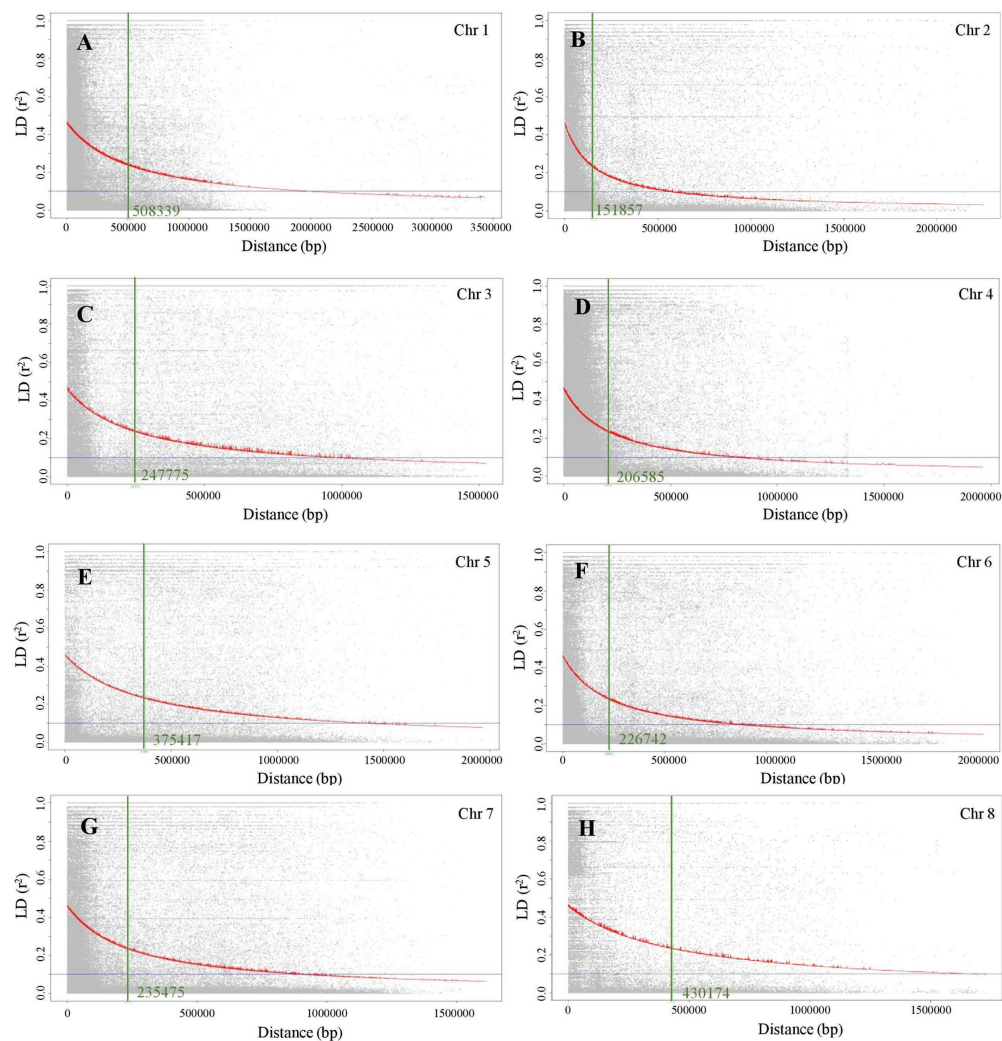 A
Chr 1
LD (r²)
1.0
0.8
0.6
0.4
0.2
0.0
508339
0 500000 1000000 1500000 2000000 2500000 3000000 3500000
Distance (bp)
B
Chr 2
LD (r²)
1.0
0.8
0.6
0.4
0.2
0.0
151857
0 500000 1000000 1500000 2000000
Distance (bp)
C
Chr 3
LD (r²)
1.0
0.8
0.6
0.4
0.2
0.0
247775
0 500000 1000000 1500000
Distance (bp)
D
Chr 4
LD (r²)
1.0
0.8
0.6
0.4
0.2
0.0
206585
0 500000 1000000 1500000 2000000
Distance (bp)
E
Chr 5
LD (r²)
1.0
0.8
0.6
0.4
0.2
0.0
375417
0 500000 1000000 1500000 2000000
Distance (bp)
F
Chr 6
LD (r²)
1.0
0.8
0.6
0.4
0.2
0.0
226742
0 500000 1000000 1500000 2000000
Distance (bp)
G
Chr 7
LD (r²)
1.0
0.8
0.6
0.4
0.2
0.0
235475
0 500000 1000000 1500000
Distance (bp)
H
Chr 8
LD (r²)
1.0
0.8
0.6
0.4
0.2
0.0
430174
0 500000 1000000 1500000
Distance (bp)